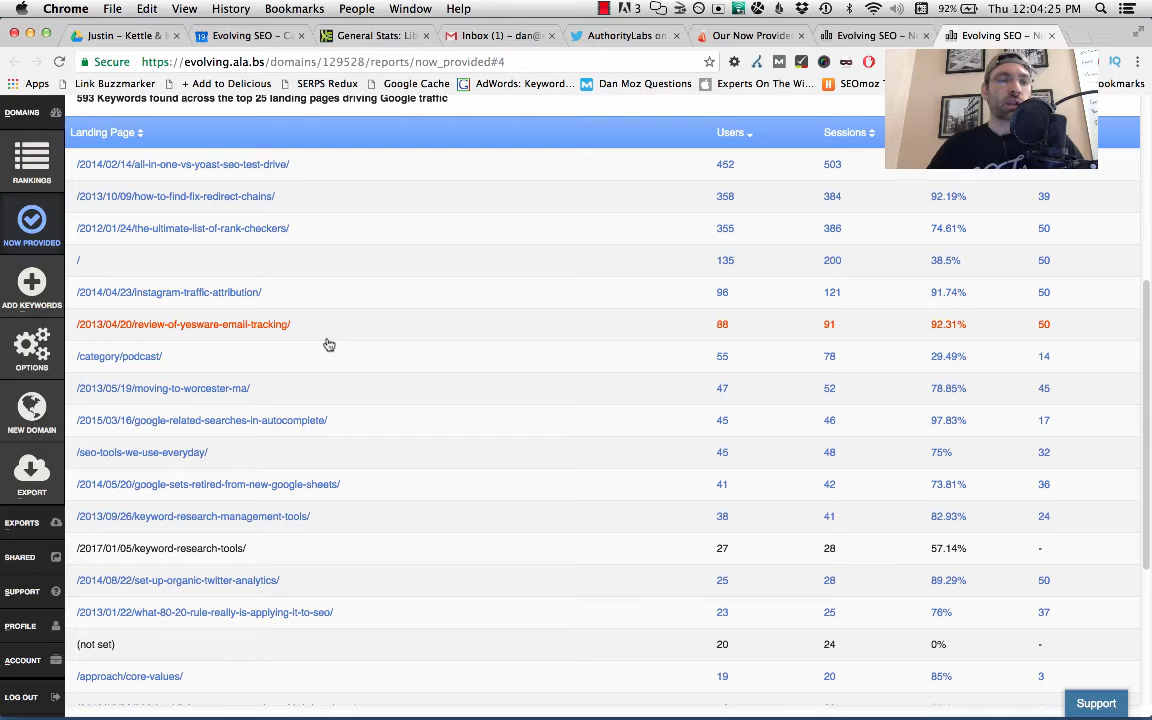 Chrome File Edit View History Bookmarks People Window Help
3 92% Thu 12:04:25 PM
Justin – Kettle & B
Evolving SEO - Ca
General Stats: Lib
Inbox (1) - dan@e
AuthorityLabs on
Our Now Provided
Evolving SEO - No
Evolving SEO - No
Secure https://evolving.ala.bs/domains/129528/reports/now_provided#4
Apps Link Buzzmarker + Add to Delicious SERPS Redux Google Cache AdWords: Keyword... Dan Moz Questions Experts On The Wi... SEOmoz
593 Keywords found across the top 25 landing pages driving Google traffic
DOMAINS
RANKINGS
NOW PROVIDED
ADD KEYWORDS
OPTIONS
NEW DOMAIN
EXPORT
EXPORTS
SHARED
SUPPORT
PROFILE
ACCOUNT
LOG OUT
Landing Page Users Sessions
/2014/02/14/all-in-one-vs-yoast-seo-test-drive/ 452 503
/2013/10/09/how-to-find-fix-redirect-chains/ 358 384 92.19% 39
/2012/01/24/the-ultimate-list-of-rank-checkers/ 355 386 74.61% 50
/ 135 200 38.5% 50
/2014/04/23/instagram-traffic-attribution/ 96 121 91.74% 50
/2013/04/20/review-of-yesware-email-tracking/ 88 91 92.31% 50
/category/podcast/ 55 78 29.49% 14
/2013/05/19/moving-to-worcester-ma/ 47 52 78.85% 45
/2015/03/16/google-related-searches-in-autocomplete/ 45 46 97.83% 17
/seo-tools-we-use-everyday/ 45 48 75% 32
/2014/05/20/google-sets-retired-from-new-google-sheets/ 41 42 73.81% 36
/2013/09/26/keyword-research-management-tools/ 38 41 82.93% 24
/2017/01/05/keyword-research-tools/ 27 28 57.14% -
/2014/08/22/set-up-organic-twitter-analytics/ 25 28 89.29% 50
/2013/01/22/what-80-20-rule-really-is-applying-it-to-seo/ 23 25 76% 37
(not set) 20 24 0% -
/approach/core-values/ 19 20 85% 3
Support